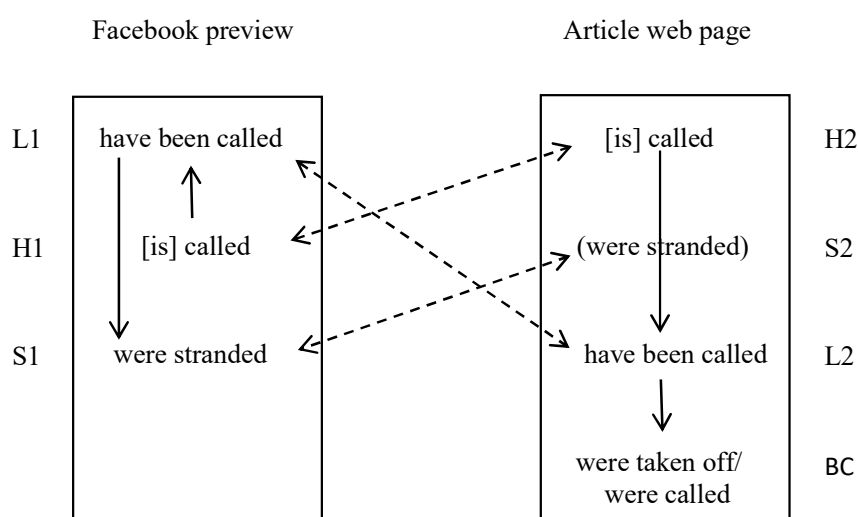 Facebook preview
Article web page
L1
have been called
[is] called
H2
H1
[is] called
(were stranded)
S2
S1
were stranded
have been called
L2
were taken off/
were called
BC